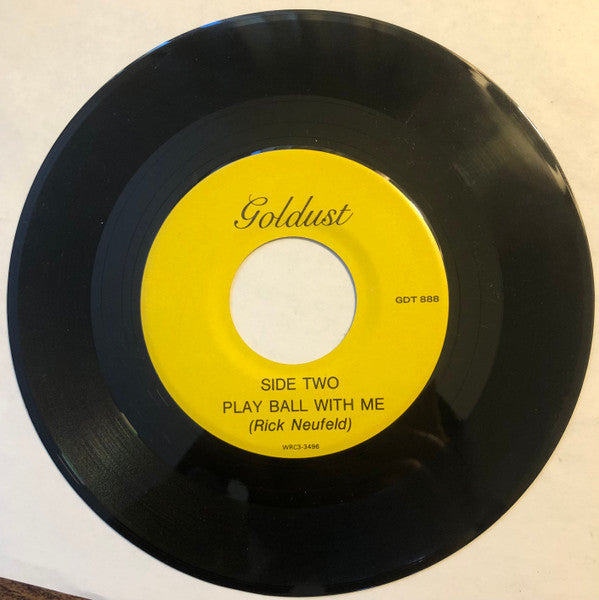 Goldust
GDT 888
SIDE TWO
PLAY BALL WITH ME
(Rick Neufeld)
WRC3-3496